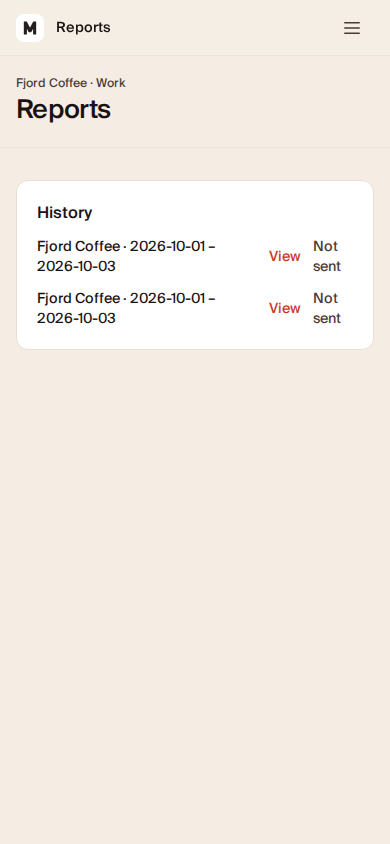 M Reports
Fjord Coffee · Work
Reports
History
Fjord Coffee · 2026-10-01 –
2026-10-03
View
Not
sent
Fjord Coffee · 2026-10-01 –
2026-10-03
View
Not
sent